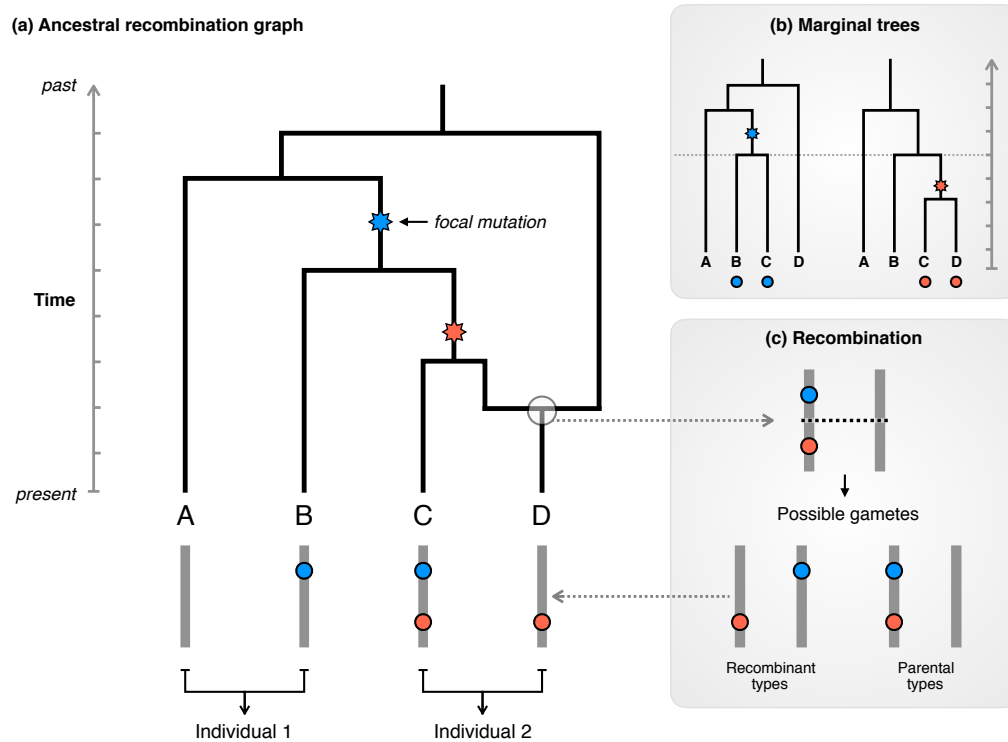 (a) Ancestral recombination graph
past
focal mutation
Time
present
A B C D
Individual 1 Individual 2
(b) Marginal trees
A B C D A B C D
(c) Recombination
Possible gametes
Recombinant types
Parental types